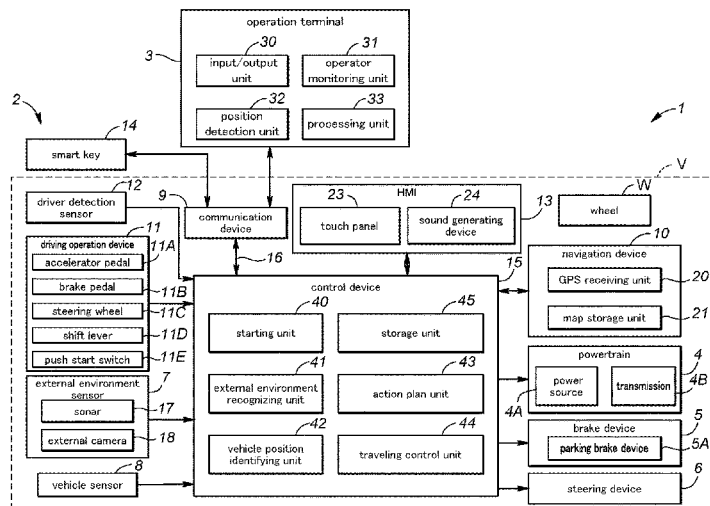 operation terminal
3
30
31
input/output
unit
operator
monitoring unit
32
33
position
detection unit
processing unit
2
1
14
smart key
V
12
driver detection
sensor
9
communication
device
16
HMI
23
24
touch panel
sound generating
device
13
W
wheel
11
driving operation device
accelerator pedal
11A
brake pedal
11B
steering wheel
11C
shift lever
11D
push start switch
11E
10
navigation device
GPS receiving unit
20
map storage unit
21
15
control device
40
45
starting unit
storage unit
41
43
external environment
recognizing unit
action plan unit
42
44
vehicle position
identifying unit
traveling control unit
powertrain
4
power
source
transmission
4A
4B
7
external environment
sensor
sonar
17
external camera
18
brake device
5
parking brake device
5A
8
vehicle sensor
steering device
6